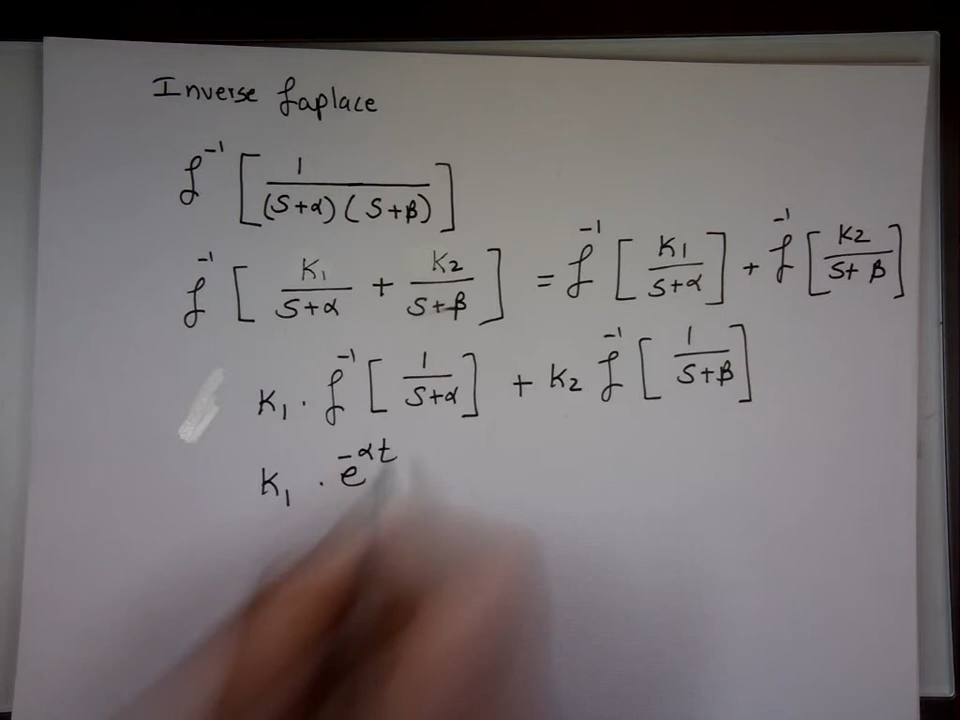 Inverse Laplace
ℒ⁻¹ [ 1 / (S+α)(S+β) ]
ℒ⁻¹ [ K₁ / S+α + K₂ / S+β ] = ℒ⁻¹ [ K₁ / S+α ] + ℒ⁻¹ [ K₂ / S+β ]
K₁ · ℒ⁻¹ [ 1 / S+α ] + K₂ ℒ⁻¹ [ 1 / S+β ]
K₁ · e^-αt